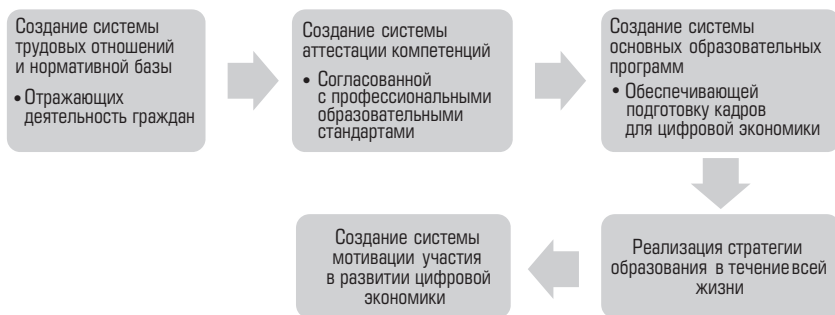 Создание системы
трудовых отношений
и нормативной базы
• Отражающих
деятельность граждан
Создание системы
аттестации компетенций
• Согласованной
с профессиональными
образовательными
стандартами
Создание системы
основных образовательных
программ
• Обеспечивающей
подготовку кадров
для цифровой экономики
Реализация стратегии
образования в течение всей
жизни
Создание системы
мотивации участия
в развитии цифровой
экономики